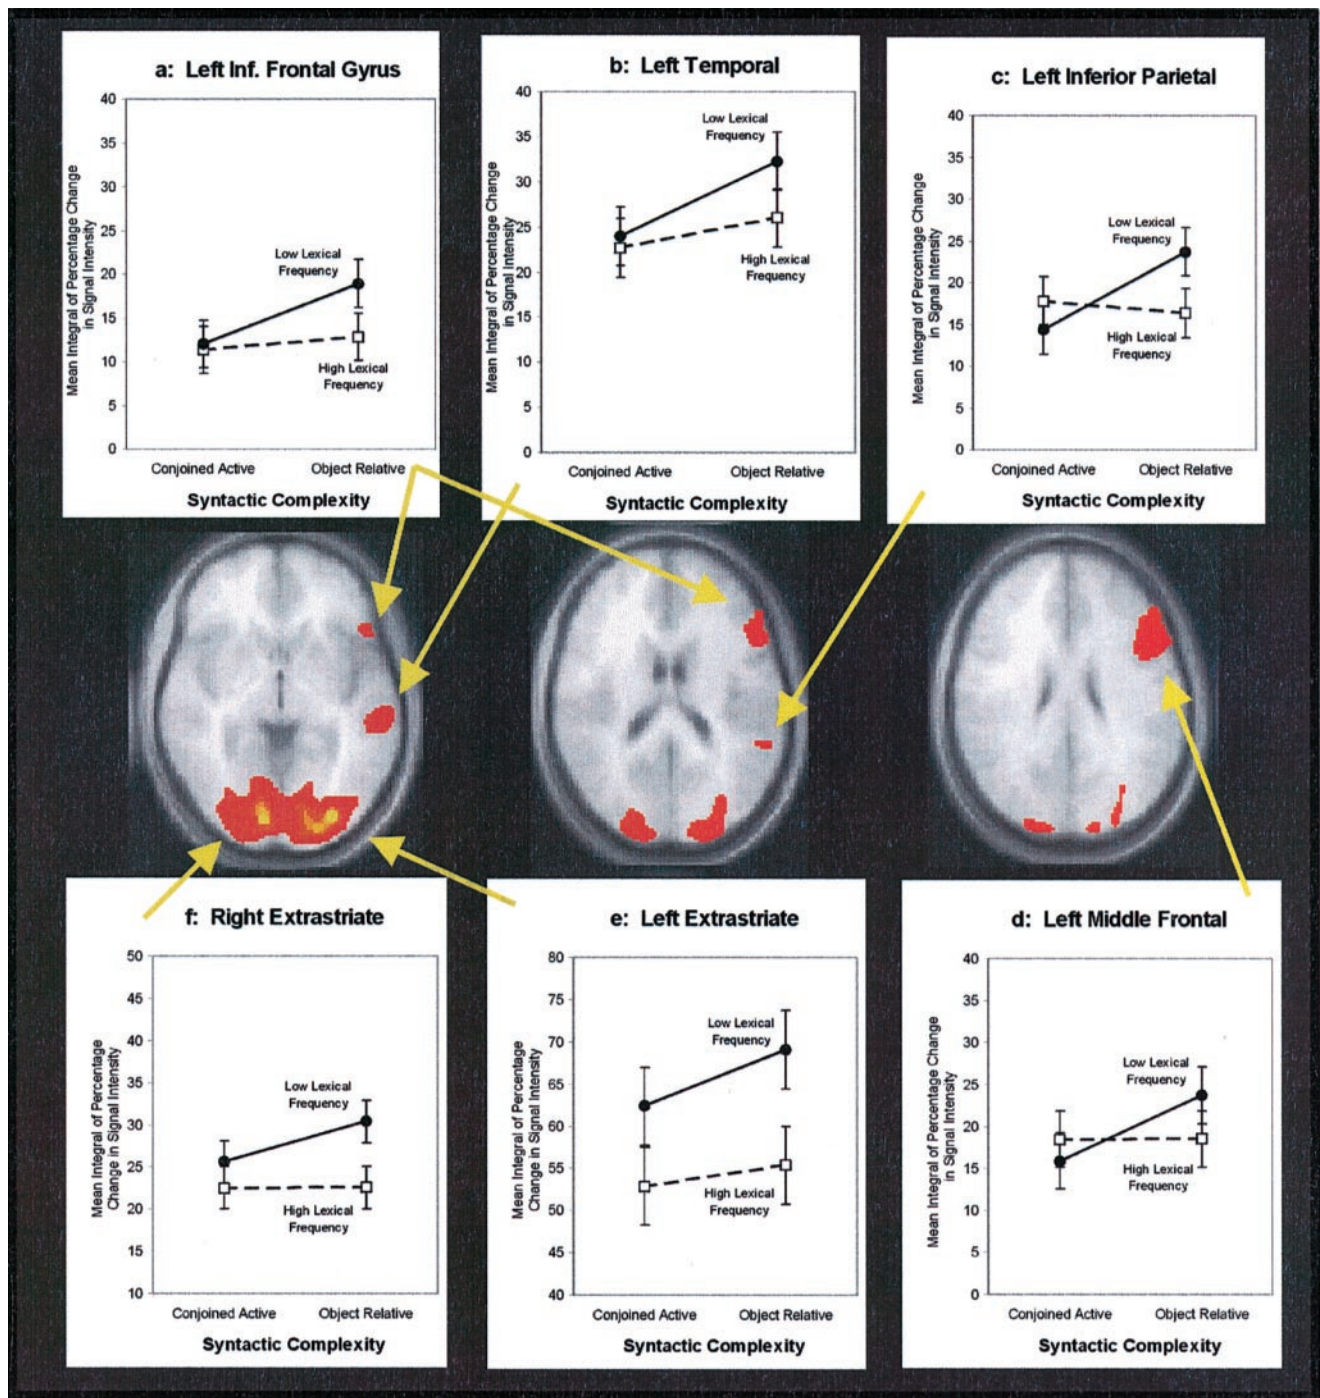 a: Left Inf. Frontal Gyrus
Mean Integral of Percentage Change
in Signal Intensity
40
35
30
25
20
15
10
5
0
Low Lexical
Frequency
High Lexical
Frequency
Conjoined Active
Object Relative
Syntactic Complexity
b: Left Temporal
Mean Integral of Percentage Change
in Signal Intensity
40
35
30
25
20
15
10
5
0
Low Lexical
Frequency
High Lexical
Frequency
Conjoined Active
Object Relative
Syntactic Complexity
c: Left Inferior Parietal
Mean Integral of Percentage Change
in Signal Intensity
40
35
30
25
20
15
10
5
0
Low Lexical
Frequency
High Lexical
Frequency
Conjoined Active
Object Relative
Syntactic Complexity
f: Right Extrastriate
Mean Integral of Percentage
Change in Signal Intensity
50
45
40
35
30
25
20
15
10
Low Lexical
Frequency
High Lexical
Frequency
Conjoined Active
Object Relative
Syntactic Complexity
e: Left Extrastriate
Mean Integral of Percentage
Change in Signal Intensity
80
75
70
65
60
55
50
45
40
Low Lexical
Frequency
High Lexical
Frequency
Conjoined Active
Object Relative
Syntactic Complexity
d: Left Middle Frontal
Mean Integral of Percentage Change
in Signal Intensity
40
35
30
25
20
15
10
5
0
Low Lexical
Frequency
High Lexical
Frequency
Conjoined Active
Object Relative
Syntactic Complexity